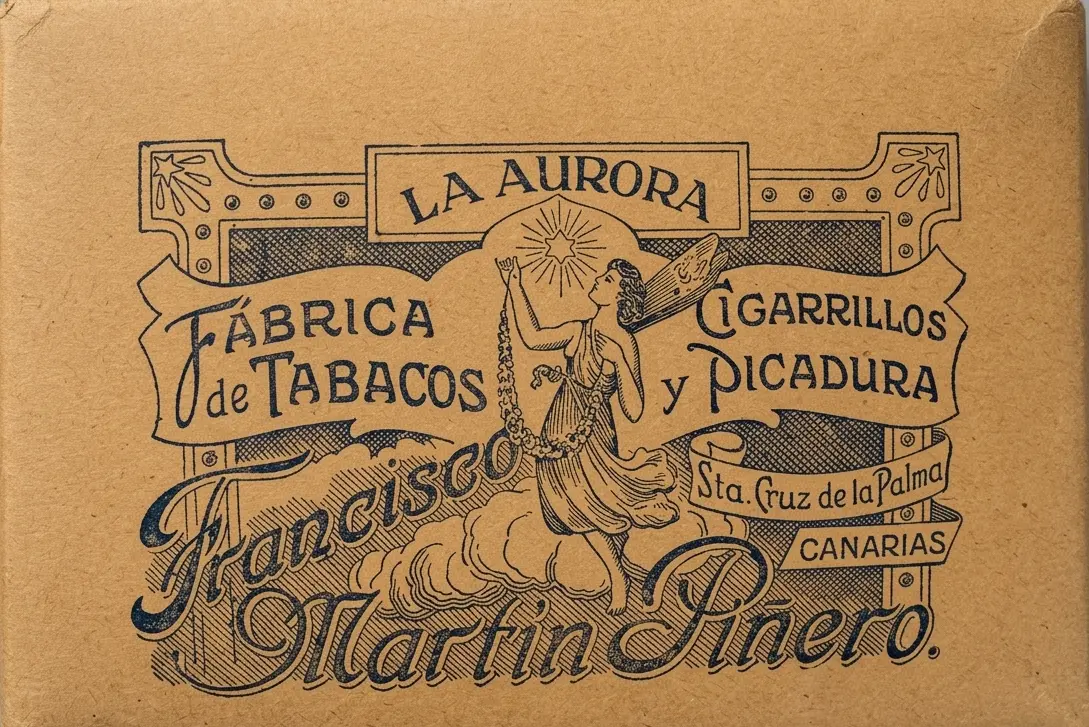 LA AURORA
FÁBRICA
de TABACOS
CIGARRILLOS
y PICADURA
Sta. Cruz de la Palma
CANARIAS
Francisco
Martín Piñero.